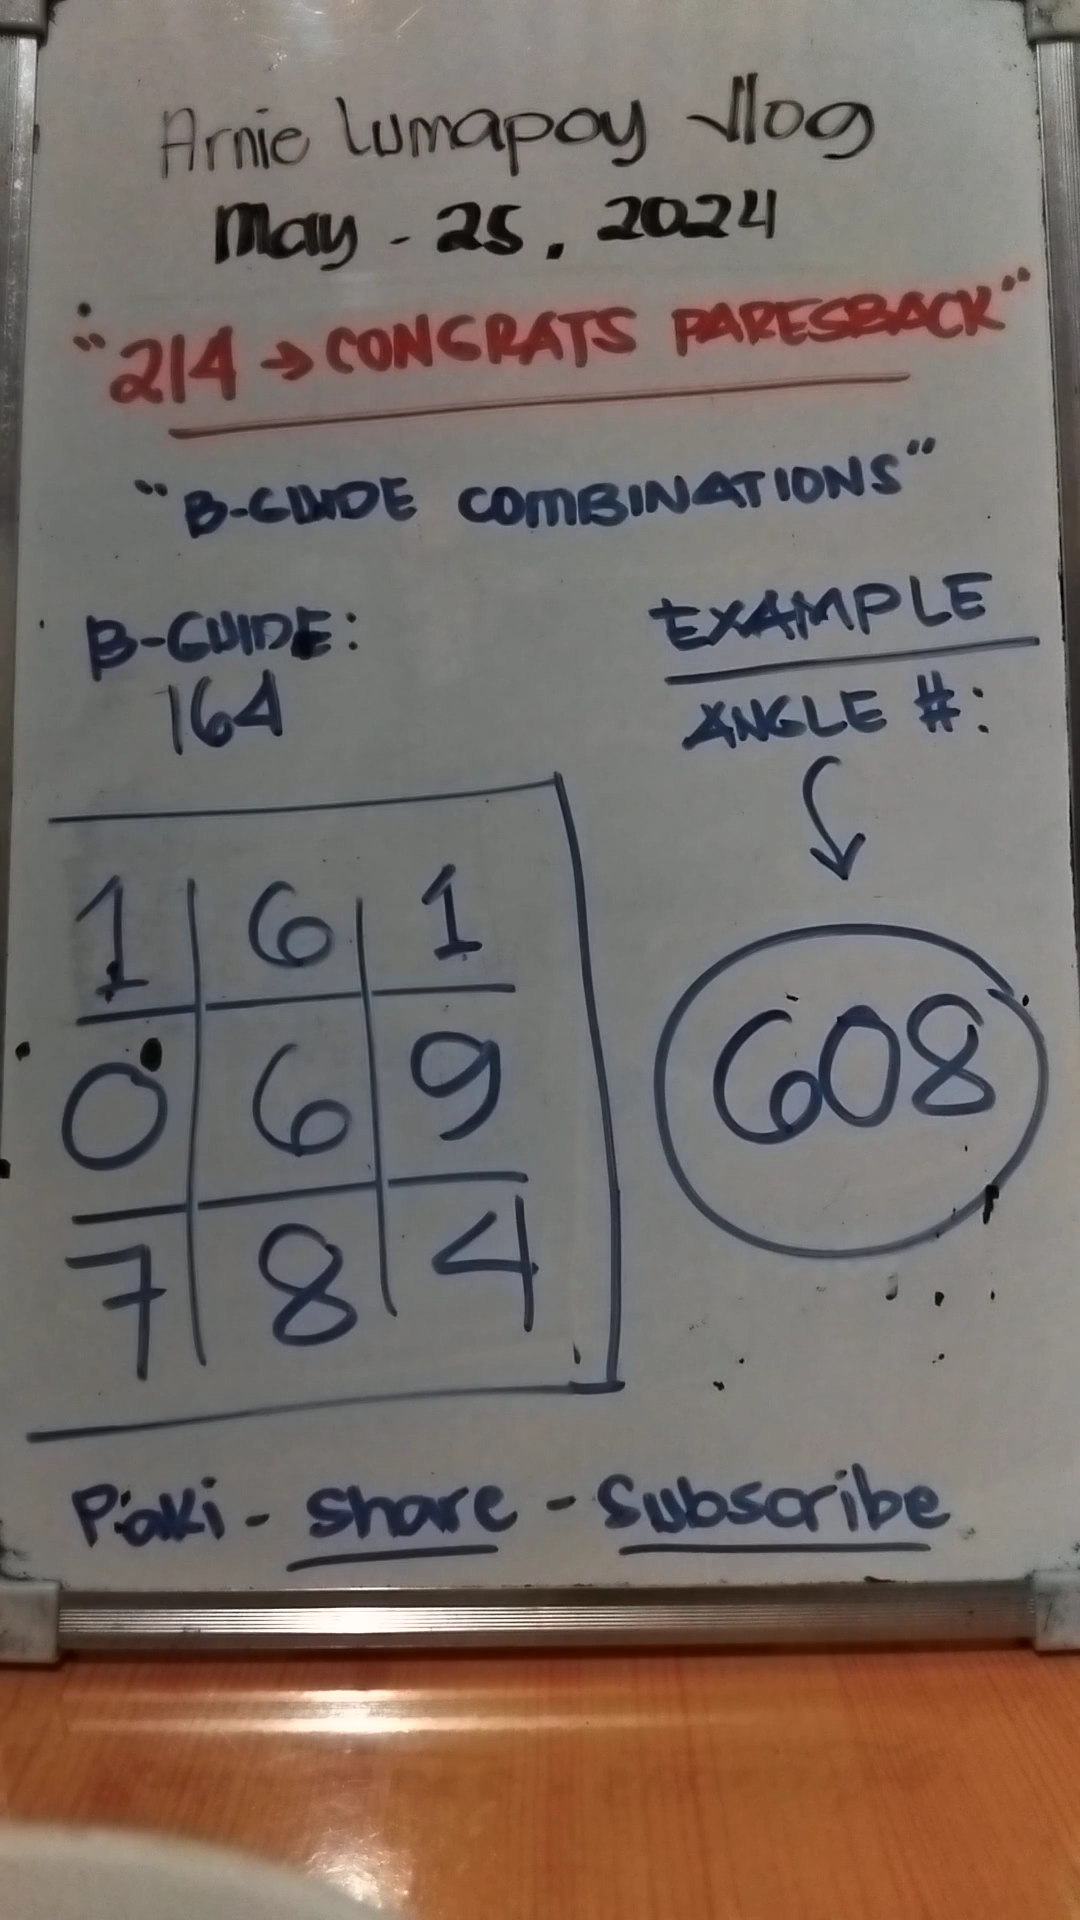 Arnie Lumapoy Vlog
May - 25, 2024
"214 → CONGRATS PARESBACK"
"B-GUIDE COMBINATIONS"
B-GUIDE:
164
EXAMPLE
ANGLE #:
1 6 1
0 6 9
7 8 4
608
Paki - share - Subscribe